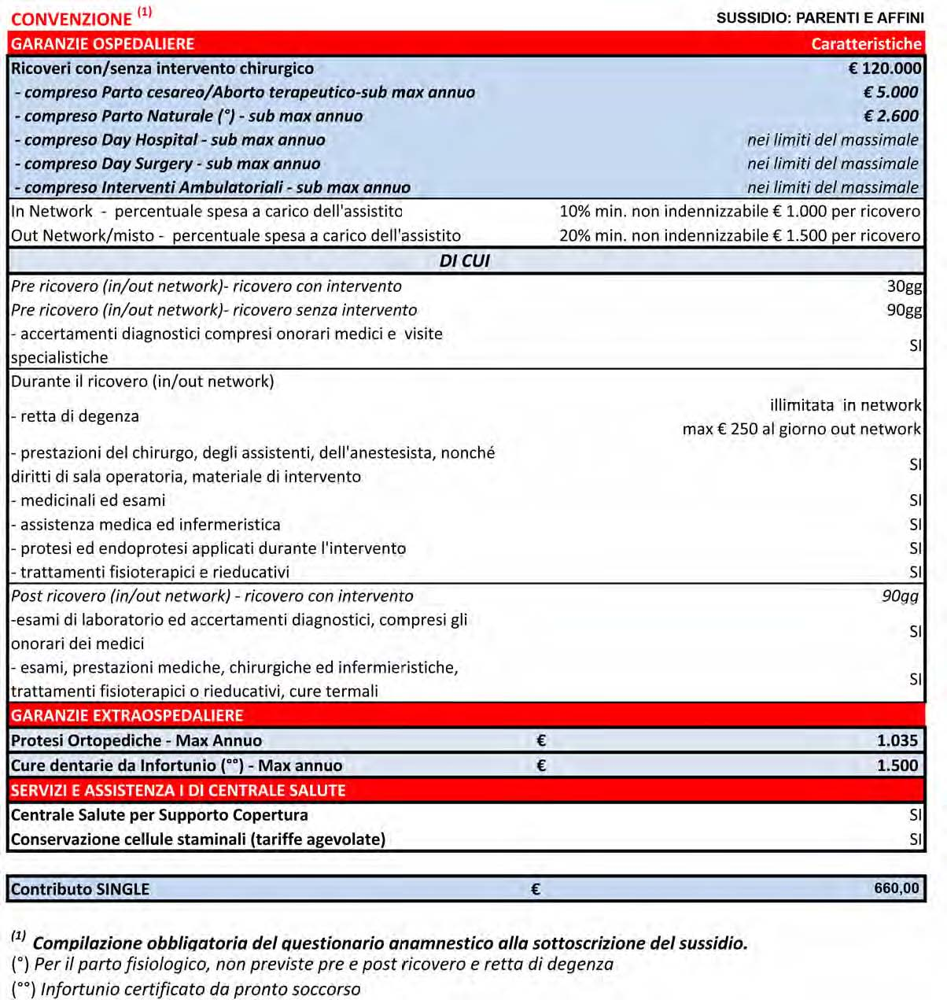 CONVENZIONE (1) SUSSIDIO: PARENTI E AFFINI
GARANZIE OSPEDALIERE Caratteristiche
Ricoveri con/senza intervento chirurgico € 120.000
- compreso Parto cesareo/Aborto terapeutico-sub max annuo € 5.000
- compreso Parto Naturale (°) - sub max annuo € 2.600
- compreso Day Hospital - sub max annuo nei limiti del massimale
- compreso Day Surgery - sub max annuo nei limiti del massimale
- compreso Interventi Ambulatoriali - sub max annuo nei limiti del massimale
In Network - percentuale spesa a carico dell'assistito 10% min. non indennizzabile € 1.000 per ricovero
Out Network/misto - percentuale spesa a carico dell'assistito 20% min. non indennizzabile € 1.500 per ricovero
DI CUI
Pre ricovero (in/out network)- ricovero con intervento 30gg
Pre ricovero (in/out network)- ricovero senza intervento 90gg
- accertamenti diagnostici compresi onorari medici e visite
specialistiche SI
Durante il ricovero (in/out network)
- retta di degenza illimitata in network
max € 250 al giorno out network
- prestazioni del chirurgo, degli assistenti, dell'anestesista, nonché
diritti di sala operatoria, materiale di intervento SI
- medicinali ed esami SI
- assistenza medica ed infermeristica SI
- protesi ed endoprotesi applicati durante l'intervento SI
- trattamenti fisioterapici e rieducativi SI
Post ricovero (in/out network) - ricovero con intervento 90gg
-esami di laboratorio ed accertamenti diagnostici, compresi gli
onorari dei medici SI
- esami, prestazioni mediche, chirurgiche ed infermieristiche,
trattamenti fisioterapici o rieducativi, cure termali SI
GARANZIE EXTRAOSPEDALIERE
Protesi Ortopediche - Max Annuo € 1.035
Cure dentarie da Infortunio (°°) - Max annuo € 1.500
SERVIZI E ASSISTENZA I DI CENTRALE SALUTE
Centrale Salute per Supporto Copertura SI
Conservazione cellule staminali (tariffe agevolate) SI
Contributo SINGLE € 660,00
(1) Compilazione obbligatoria del questionario anamnestico alla sottoscrizione del sussidio.
(°) Per il parto fisiologico, non previste pre e post ricovero e retta di degenza
(°°) Infortunio certificato da pronto soccorso